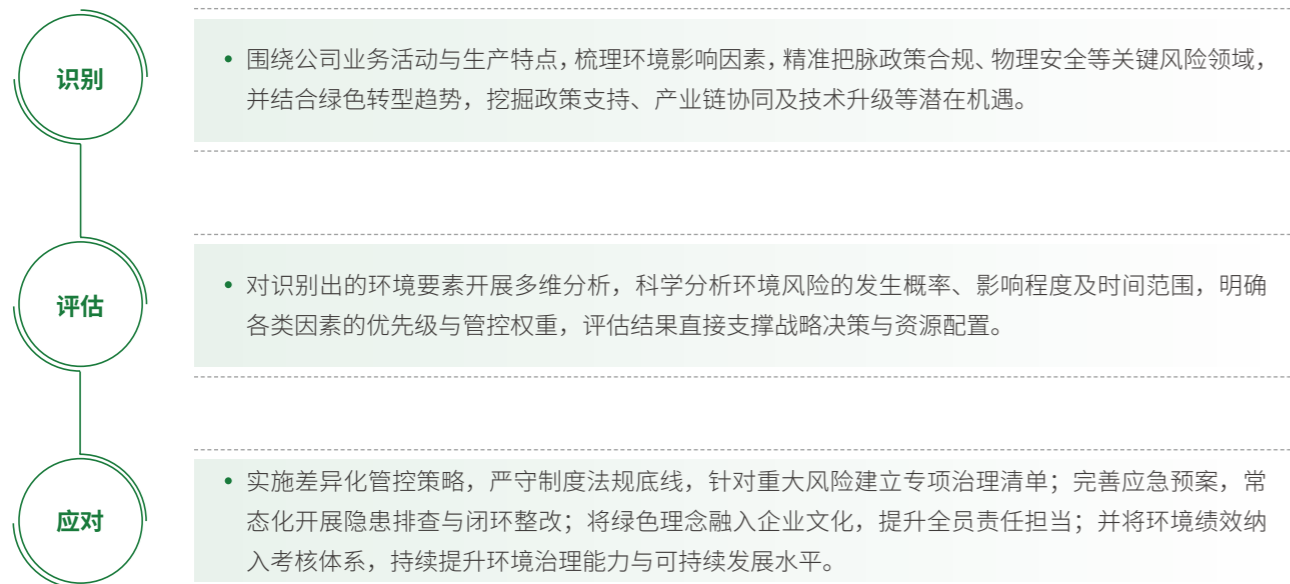 识别
• 围绕公司业务活动与生产特点，梳理环境影响因素，精准把脉政策合规、物理安全等关键风险领域，
并结合绿色转型趋势，挖掘政策支持、产业链协同及技术升级等潜在机遇。
评估
• 对识别出的环境要素开展多维分析，科学分析环境风险的发生概率、影响程度及时间范围，明确
各类因素的优先级与管控权重，评估结果直接支撑战略决策与资源配置。
应对
• 实施差异化管控策略，严守制度法规底线，针对重大风险建立专项治理清单；完善应急预案，常
态化开展隐患排查与闭环整改；将绿色理念融入企业文化，提升全员责任担当；并将环境绩效纳
入考核体系，持续提升环境治理能力与可持续发展水平。